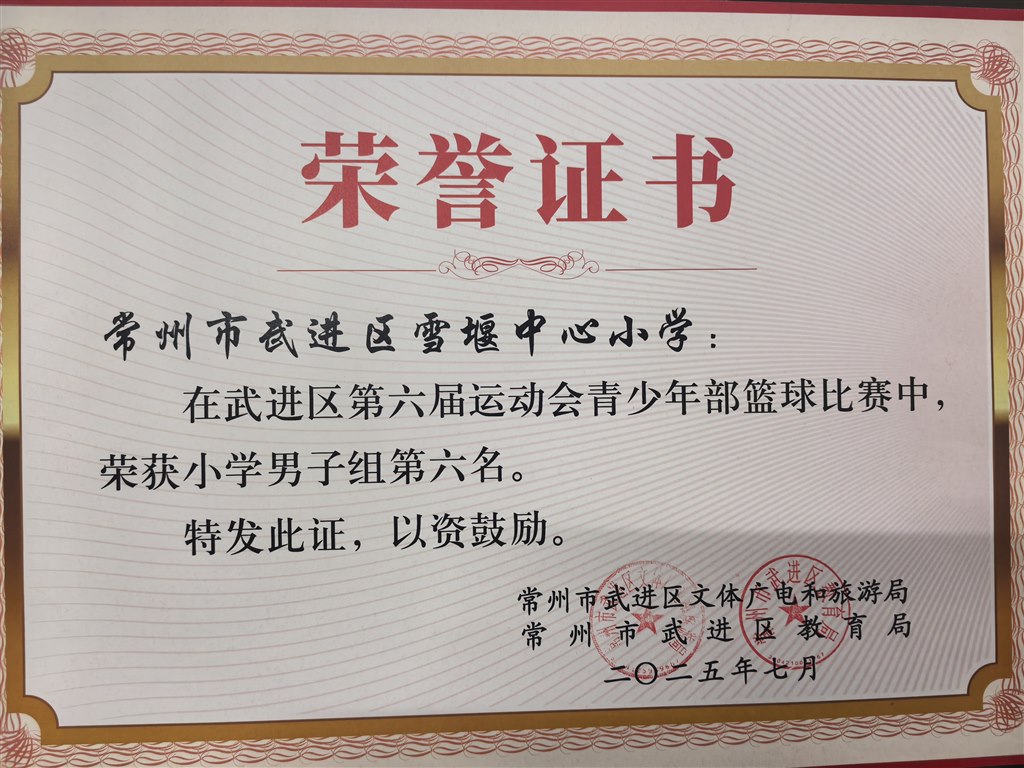 荣誉证书
常州市武进区雪堰中心小学：
在武进区第六届运动会青少年部篮球比赛中，
荣获小学男子组第六名。
特发此证，以资鼓励。
常州市武进区文体广电和旅游局
常州市武进区教育局
二〇二五年七月